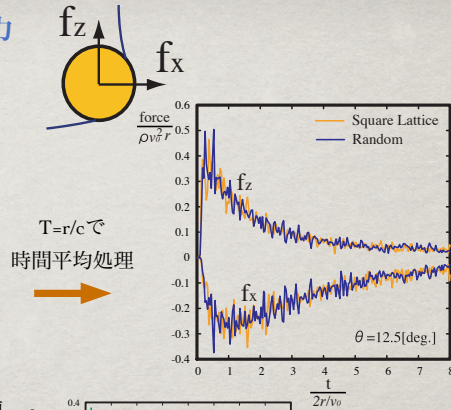 力
fz
fx
force
ρv₀²r
Square Lattice
Random
0.6
0.5
0.4
0.3
0.2
0.1
0
-0.1
-0.2
-0.3
-0.4
fz
fx
θ=12.5[deg.]
0 1 2 3 4 5 6 7 8
t
2r/v₀
T=r/cで
時間平均処理
0.4